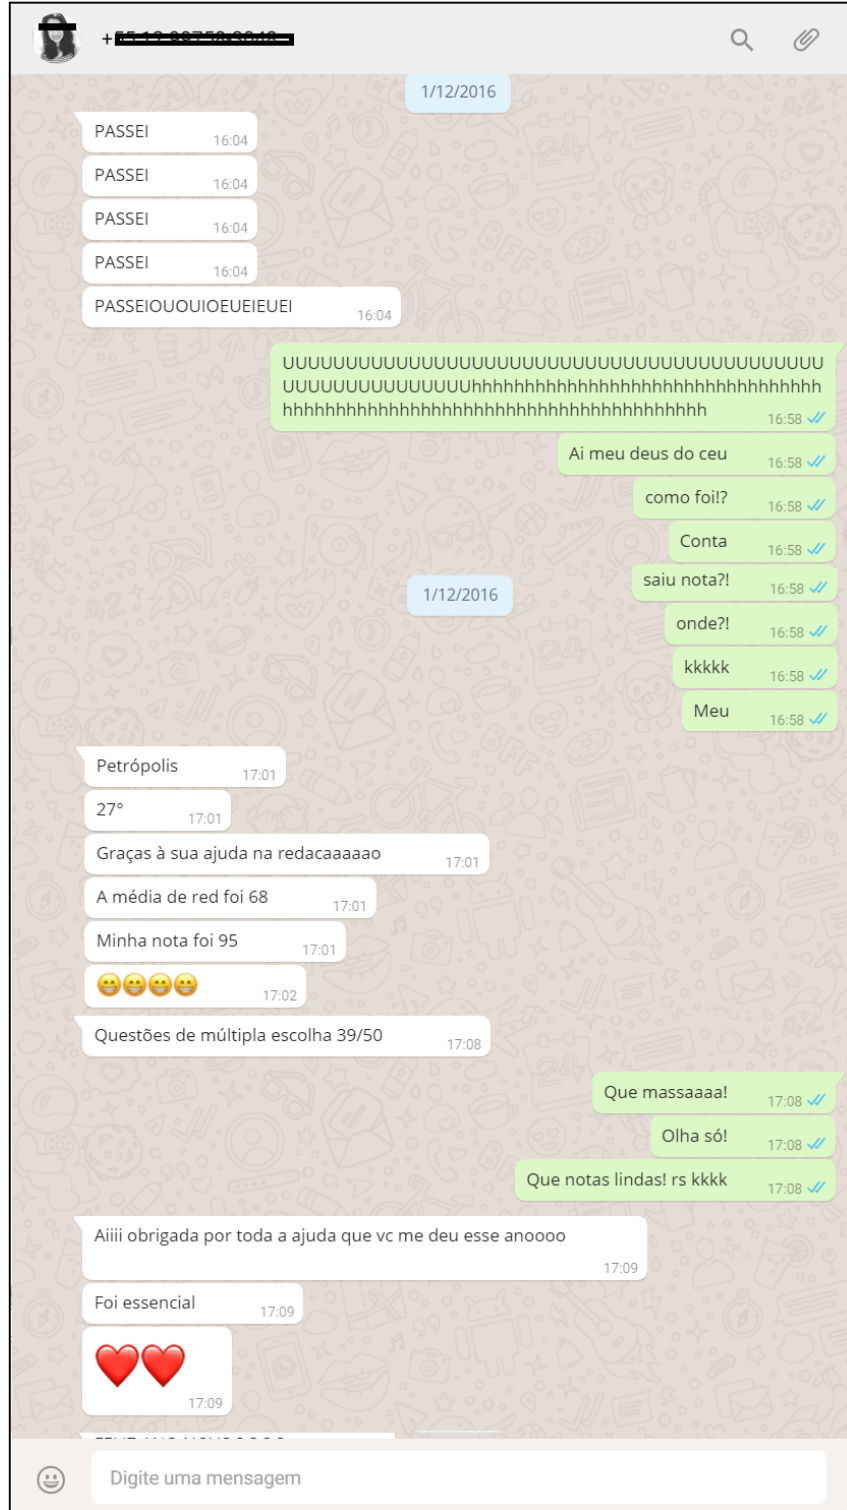 1/12/2016
PASSEI
16:04
PASSEI
16:04
PASSEI
16:04
PASSEI
16:04
PASSEIOUOUIOEUEIEUEI
16:04
UUUUUUUUUUUUUUUUUUUUUUUUUUUUUUUUUUUUUUUUUUU
UUUUUUUUUUUUUUUhhhhhhhhhhhhhhhhhhhhhhhhhhhhh
hhhhhhhhhhhhhhhhhhhhhhhhhhhhhhhhhhhhhhhh
16:58
Ai meu deus do ceu
16:58
como foi!?
16:58
Conta
16:58
saiu nota?!
16:58
1/12/2016
onde?!
16:58
kkkkk
16:58
Meu
16:58
Petrópolis
17:01
27°
17:01
Graças à sua ajuda na redacaaaaao
17:01
A média de red foi 68
17:01
Minha nota foi 95
17:01
17:02
Questões de múltipla escolha 39/50
17:08
Que massaaaa!
17:08
Olha só!
17:08
Que notas lindas! rs kkkk
17:08
Aiiii obrigada por toda a ajuda que vc me deu esse anoooo
17:09
Foi essencial
17:09
17:09
Digite uma mensagem